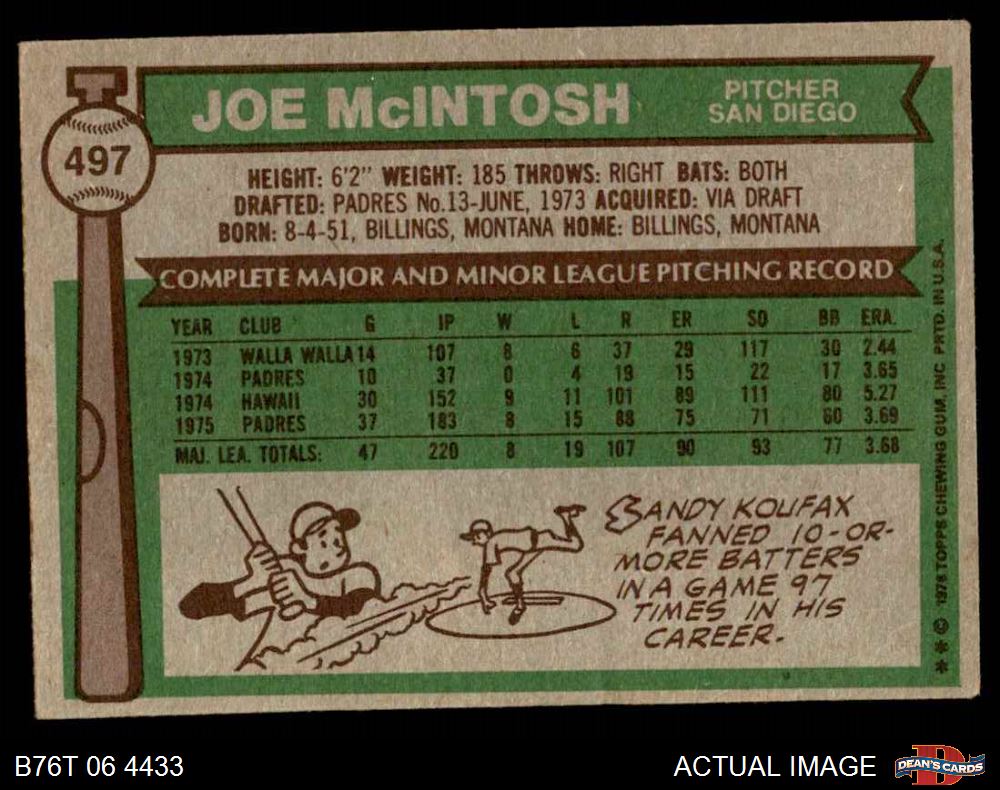 497
JOE McINTOSH
PITCHER
SAN DIEGO
HEIGHT: 6'2" WEIGHT: 185 THROWS: RIGHT BATS: BOTH
DRAFTED: PADRES No.13-JUNE, 1973 ACQUIRED: VIA DRAFT
BORN: 8-4-51, BILLINGS, MONTANA HOME: BILLINGS, MONTANA
COMPLETE MAJOR AND MINOR LEAGUE PITCHING RECORD
YEAR CLUB G IP W L R ER SO BB ERA.
1973 WALLA WALLA 14 107 8 6 37 29 117 30 2.44
1974 PADRES 10 37 0 4 19 15 22 17 3.65
1974 HAWAII 30 152 9 11 101 89 111 80 5.27
1975 PADRES 37 183 8 15 88 75 71 60 3.69
MAJ. LEA. TOTALS: 47 220 8 19 107 90 93 77 3.68
SANDY KOUFAX
FANNED 10-OR-
MORE BATTERS
IN A GAME 97
TIMES IN HIS
CAREER.
** © 1976 TOPPS CHEWING GUM, INC PRTD. IN U.S.A.
B76T 06 4433
ACTUAL IMAGE
DEAN'S CARDS